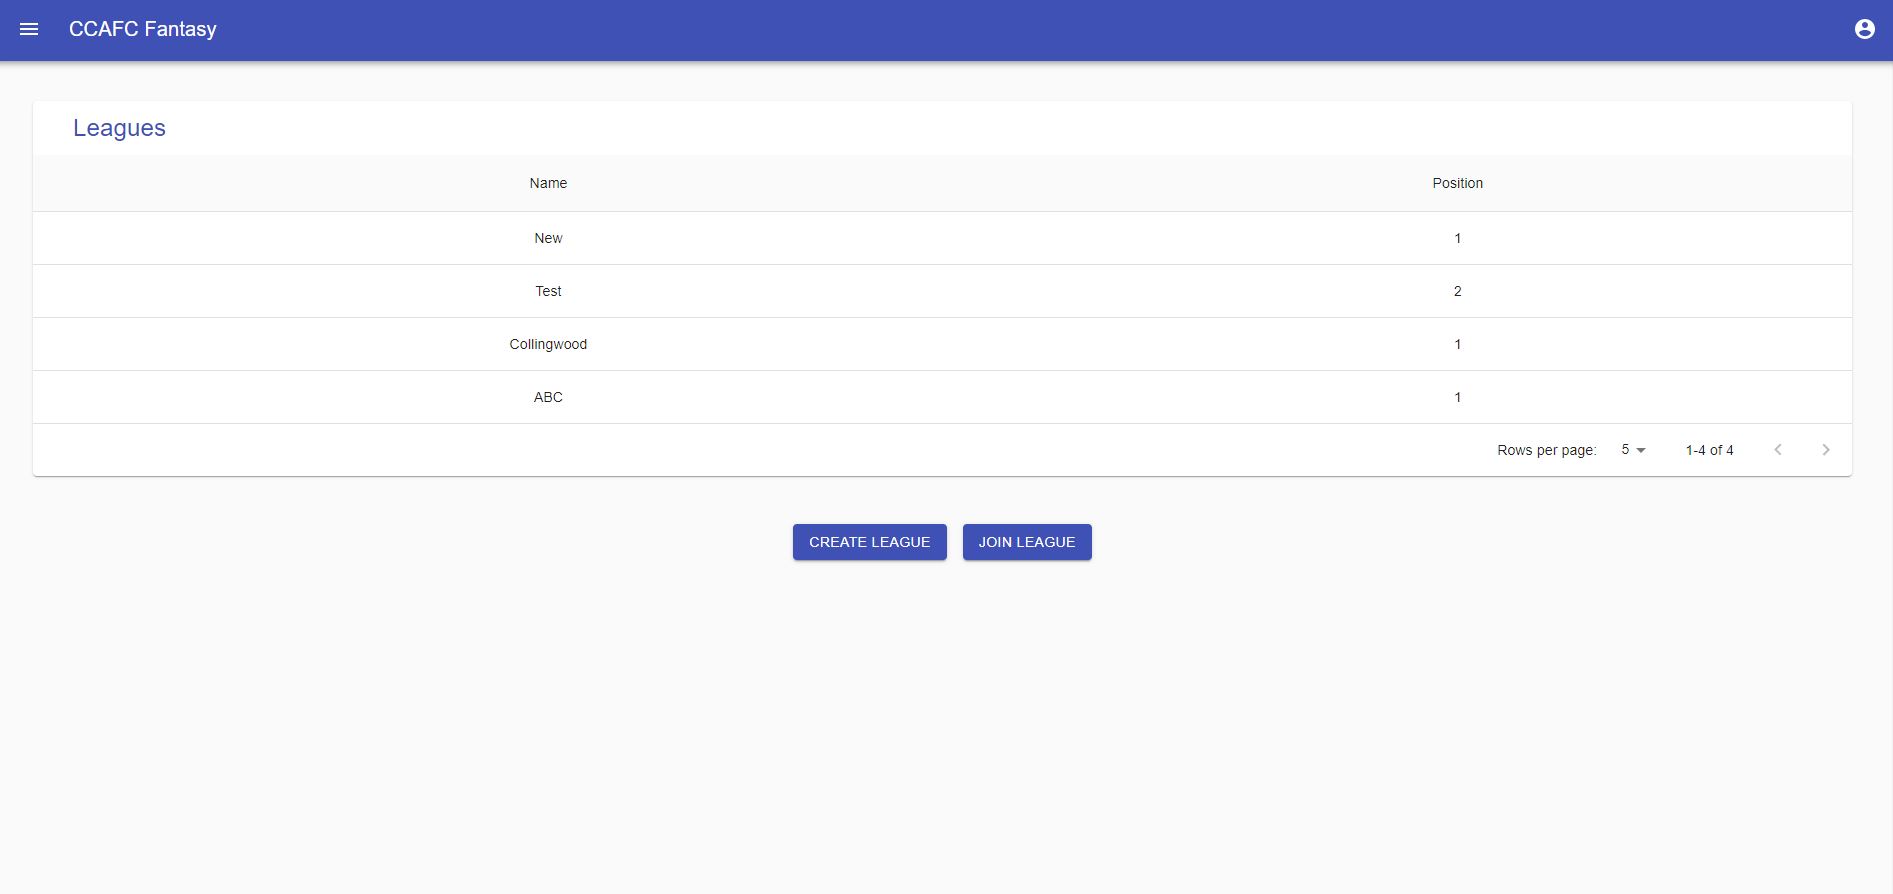 CCAFC Fantasy
Leagues
Name Position
New 1
Test 2
Collingwood 1
ABC 1
Rows per page: 5 1-4 of 4
CREATE LEAGUE JOIN LEAGUE